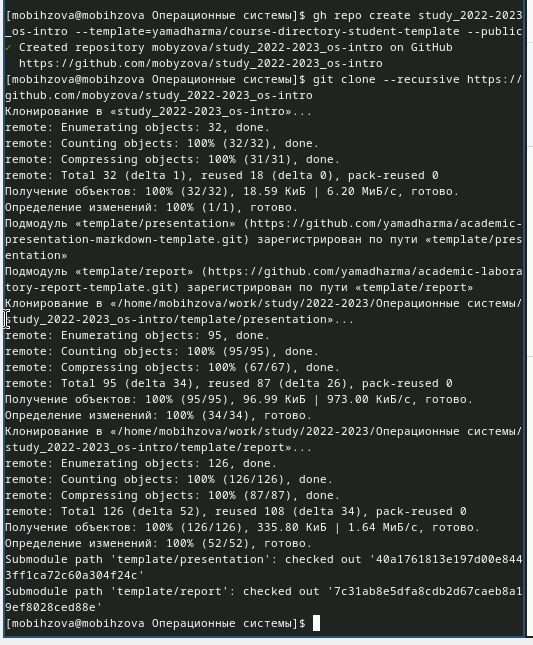 [mobihzova@mobihzova Операционные системы]$ gh repo create study_2022-2023
_os-intro --template=yamadharma/course-directory-student-template --public
✓ Created repository mobyzova/study_2022-2023_os-intro on GitHub
  https://github.com/mobyzova/study_2022-2023_os-intro
[mobihzova@mobihzova Операционные системы]$ git clone --recursive https://
github.com/mobyzova/study_2022-2023_os-intro
Клонирование в «study_2022-2023_os-intro»...
remote: Enumerating objects: 32, done.
remote: Counting objects: 100% (32/32), done.
remote: Compressing objects: 100% (31/31), done.
remote: Total 32 (delta 1), reused 18 (delta 0), pack-reused 0
Получение объектов: 100% (32/32), 18.59 КиБ | 6.20 МиБ/с, готово.
Определение изменений: 100% (1/1), готово.
Подмодуль «template/presentation» (https://github.com/yamadharma/academic-
presentation-markdown-template.git) зарегистрирован по пути «template/pres
entation»
Подмодуль «template/report» (https://github.com/yamadharma/academic-labora
tory-report-template.git) зарегистрирован по пути «template/report»
Клонирование в «/home/mobihzova/work/study/2022-2023/Операционные системы/
study_2022-2023_os-intro/template/presentation»...
remote: Enumerating objects: 95, done.
remote: Counting objects: 100% (95/95), done.
remote: Compressing objects: 100% (67/67), done.
remote: Total 95 (delta 34), reused 87 (delta 26), pack-reused 0
Получение объектов: 100% (95/95), 96.99 КиБ | 973.00 КиБ/с, готово.
Определение изменений: 100% (34/34), готово.
Клонирование в «/home/mobihzova/work/study/2022-2023/Операционные системы/
study_2022-2023_os-intro/template/report»...
remote: Enumerating objects: 126, done.
remote: Counting objects: 100% (126/126), done.
remote: Compressing objects: 100% (87/87), done.
remote: Total 126 (delta 52), reused 108 (delta 34), pack-reused 0
Получение объектов: 100% (126/126), 335.80 КиБ | 1.64 МиБ/с, готово.
Определение изменений: 100% (52/52), готово.
Submodule path 'template/presentation': checked out '40a1761813e197d00e844
3ff1ca72c60a304f24c'
Submodule path 'template/report': checked out '7c31ab8e5dfa8cdb2d67caeb8a1
9ef8028ced88e'
[mobihzova@mobihzova Операционные системы]$